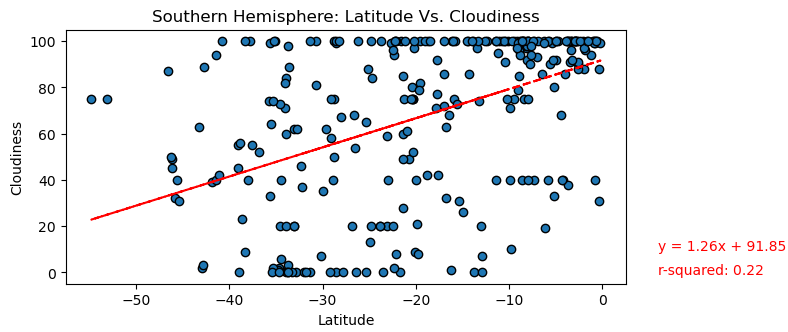 Southern Hemisphere: Latitude Vs. Cloudiness
100
80
60
40
20
0
Cloudiness
−50
−40
−30
−20
−10
0
Latitude
y = 1.26x + 91.85
r-squared: 0.22